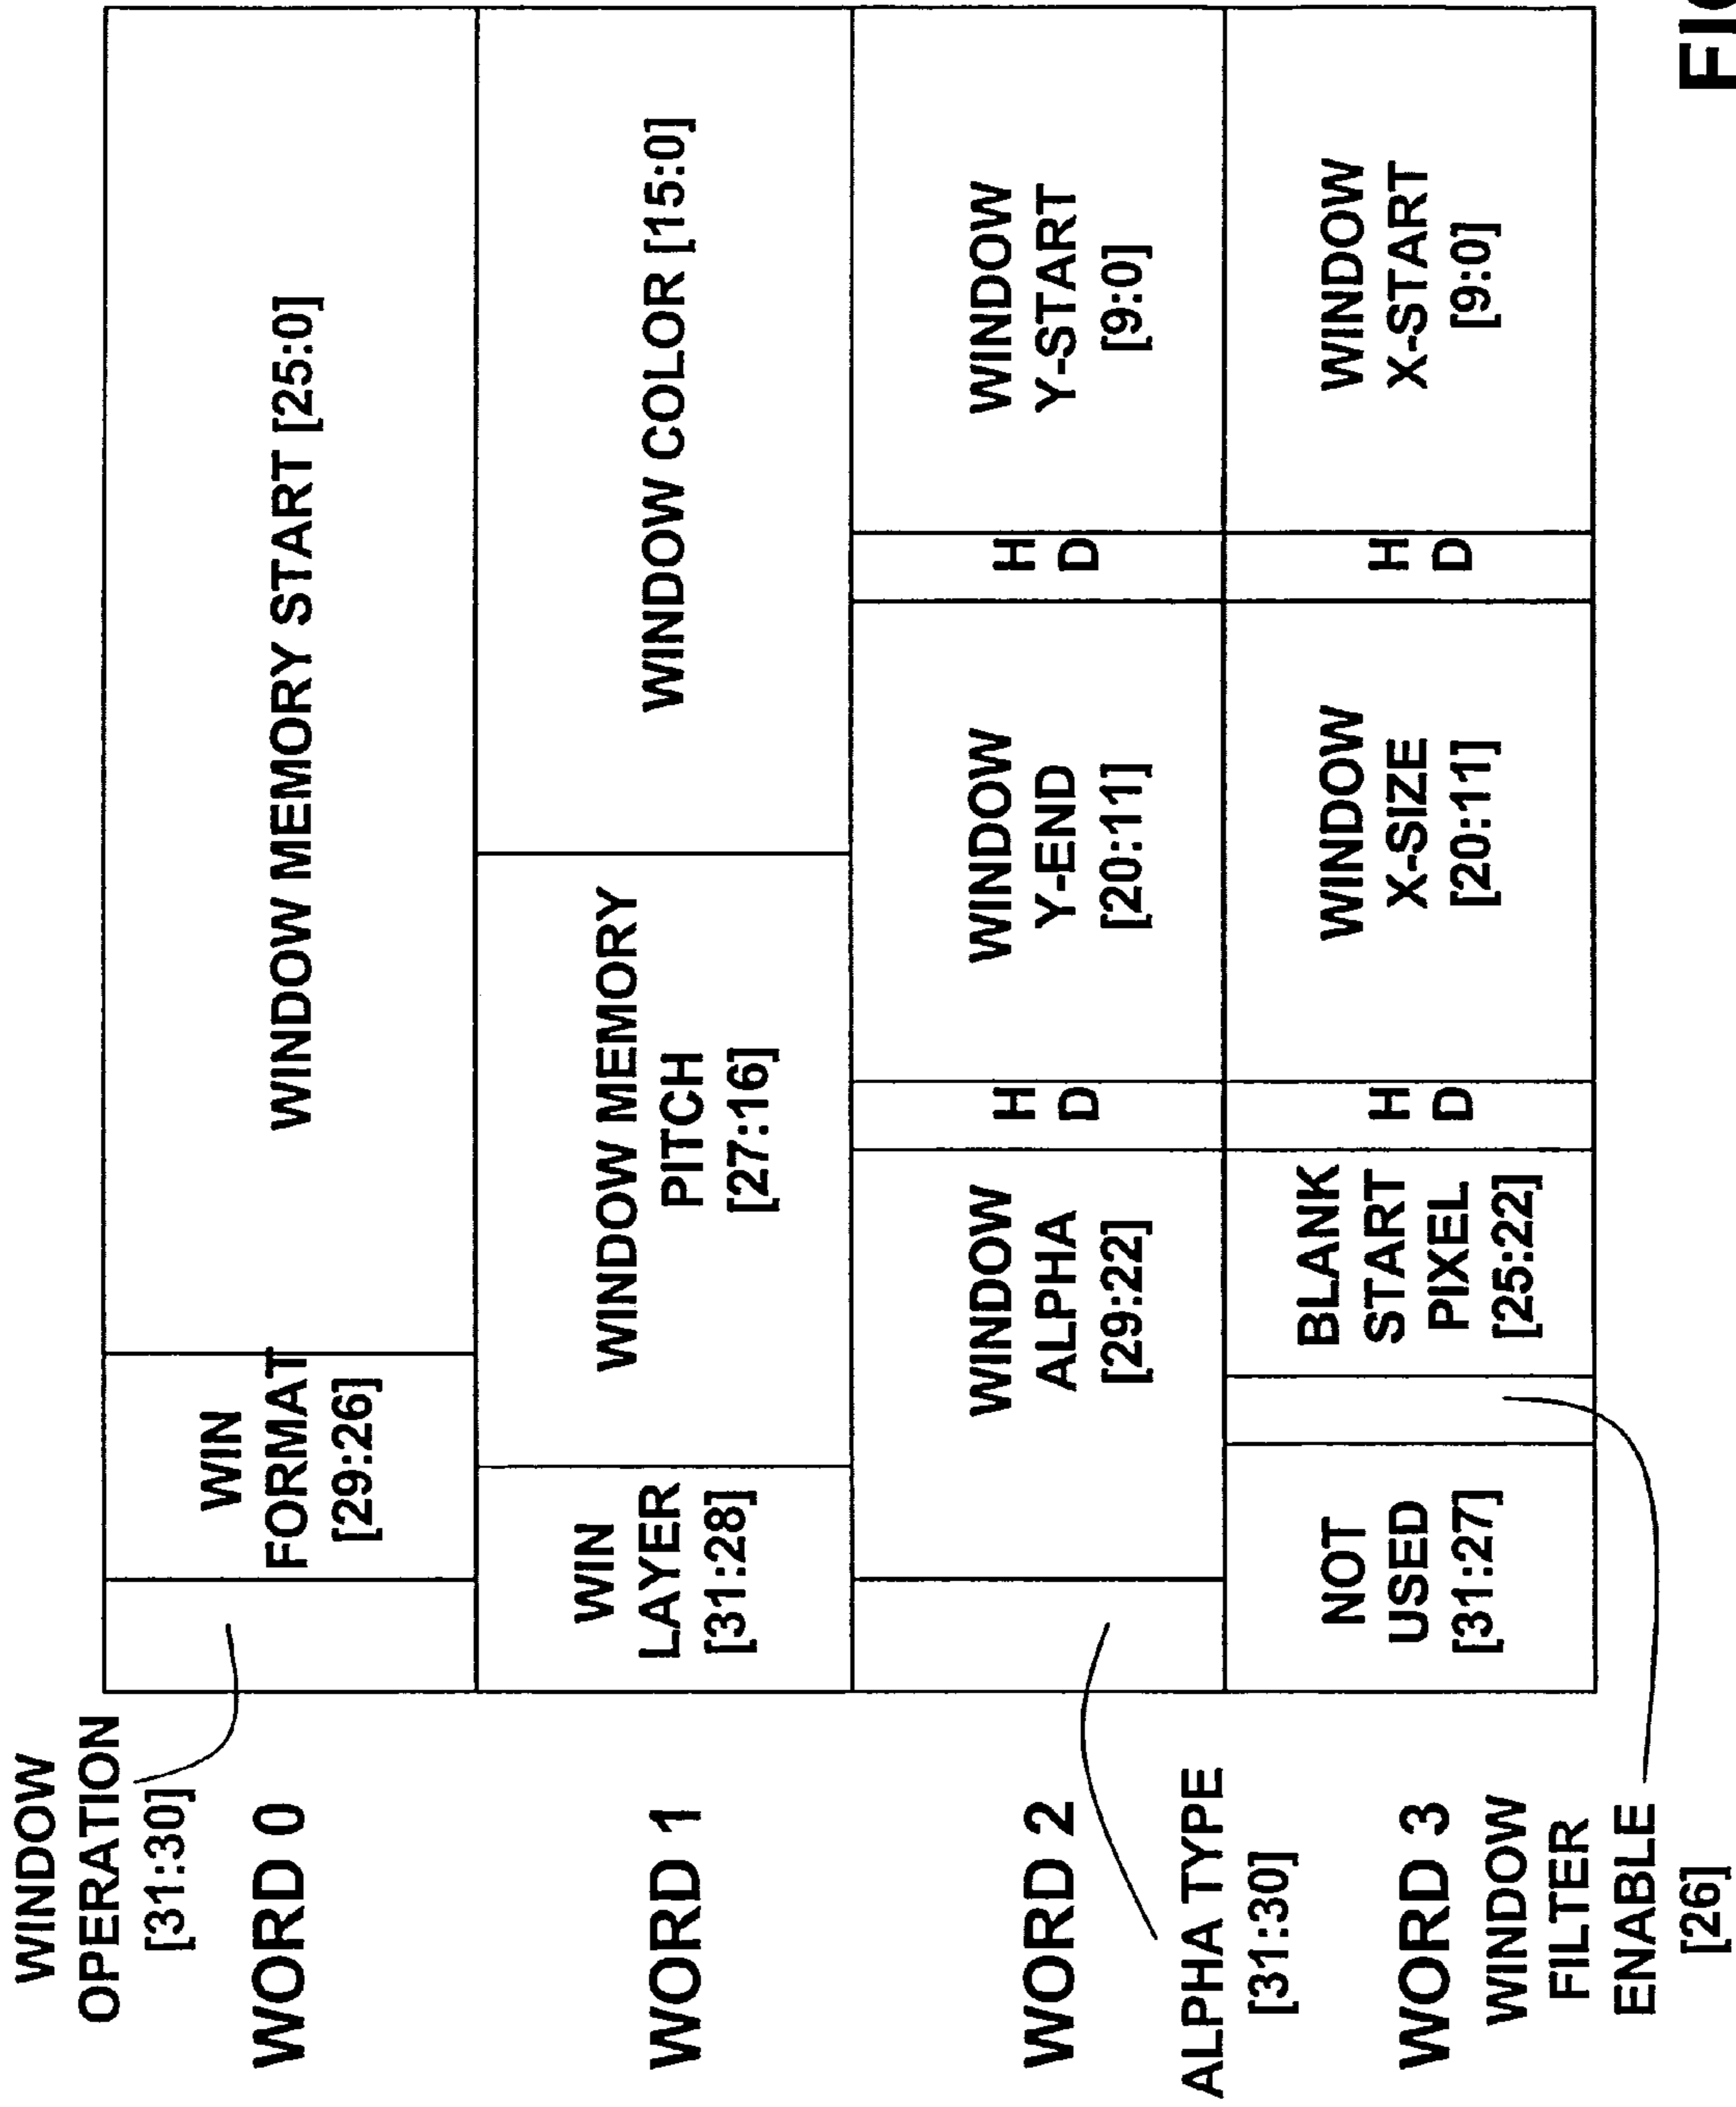 WINDOW
OPERATION
[31:30]
WORD 0
WIN
FORMAT
[29:26]
WINDOW MEMORY START [25:0]
WORD 1
WIN
LAYER
[31:28]
WINDOW MEMORY
PITCH
[27:16]
WINDOW COLOR [15:0]
WORD 2
WINDOW
ALPHA
[29:22]
H
D
WINDOW
Y-END
[20:11]
H
D
WINDOW
Y-START
[9:0]
ALPHA TYPE
[31:30]
WORD 3
NOT
USED
[31:27]
BLANK
START
PIXEL
[25:22]
H
D
WINDOW
X-SIZE
[20:11]
H
D
WINDOW
X-START
[9:0]
WINDOW
FILTER
ENABLE
[26]